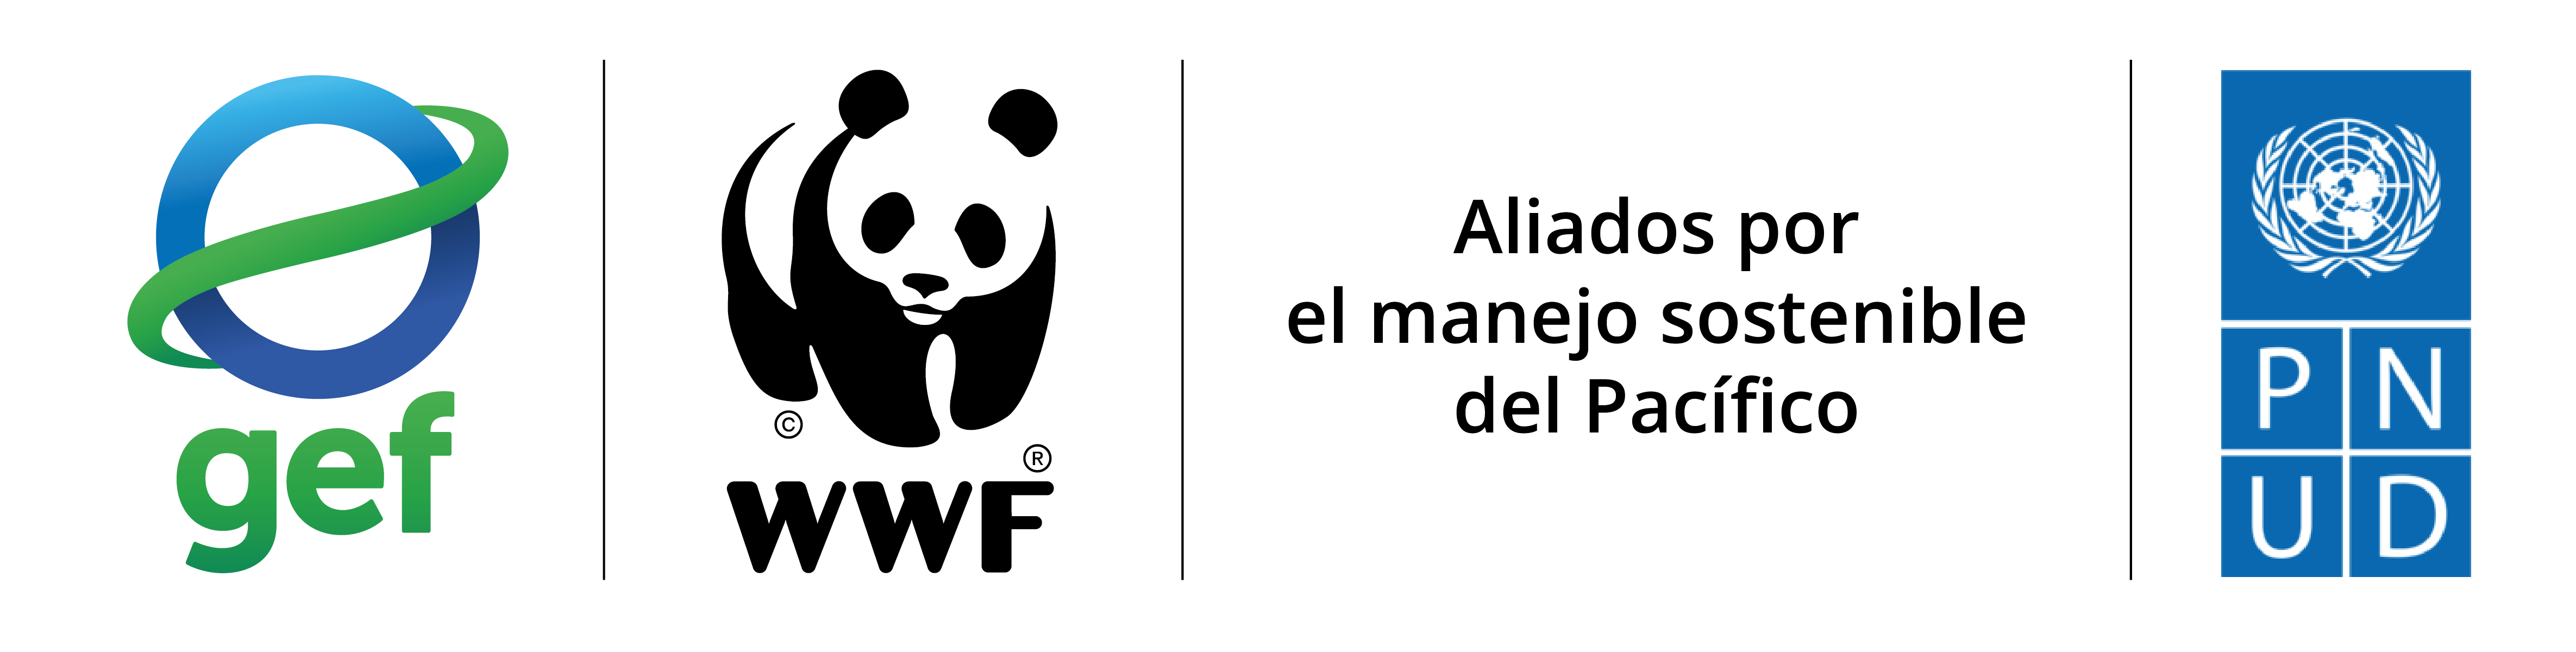 gef
©
®
WWF
Aliados por
el manejo sostenible
del Pacífico
P N
U D